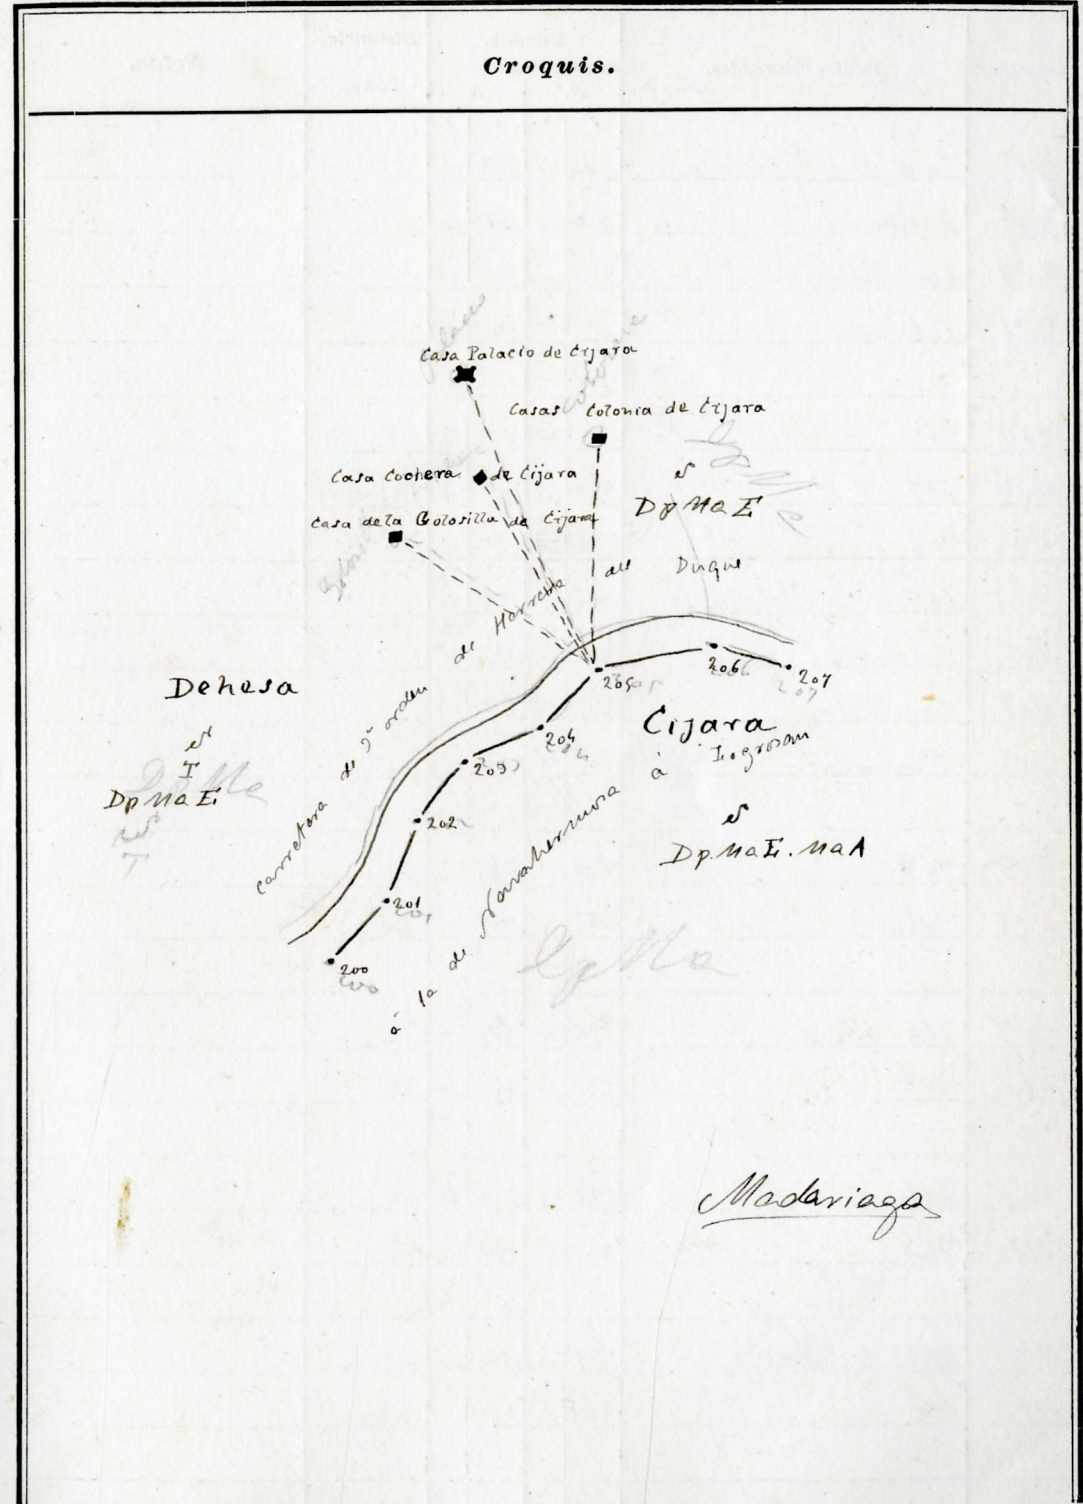 Croquis.
Casa Palacio de Cijara
Casas Colonia de Cijara
Casa Cochera de Cijara
Casa de la Golosilla de Cijara
Dp Ma E
del Duque
Carretera de 3er orden de Herrera
á la de Navahermosa á Logrosan
206
207
205
Dehesa
Cijara
204
203
I
Dp Ma E
202
Dp. Ma E. Ma A
201
200
Madariaga